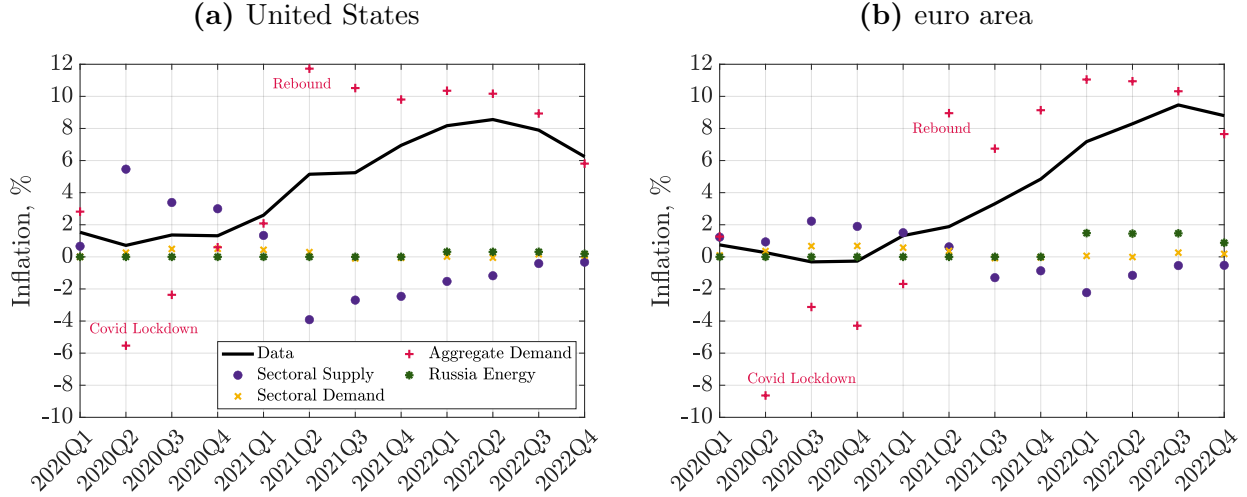 (a) United States
12
10
8
6
4
2
0
-2
-4
-6
-8
-10
Inflation, %
Rebound
Covid Lockdown
Data
Sectoral Supply
Sectoral Demand
Aggregate Demand
Russia Energy
2020Q1
2020Q2
2020Q3
2020Q4
2021Q1
2021Q2
2021Q3
2021Q4
2022Q1
2022Q2
2022Q3
2022Q4
(b) euro area
12
10
8
6
4
2
0
-2
-4
-6
-8
-10
Inflation, %
Rebound
Covid Lockdown
2020Q1
2020Q2
2020Q3
2020Q4
2021Q1
2021Q2
2021Q3
2021Q4
2022Q1
2022Q2
2022Q3
2022Q4